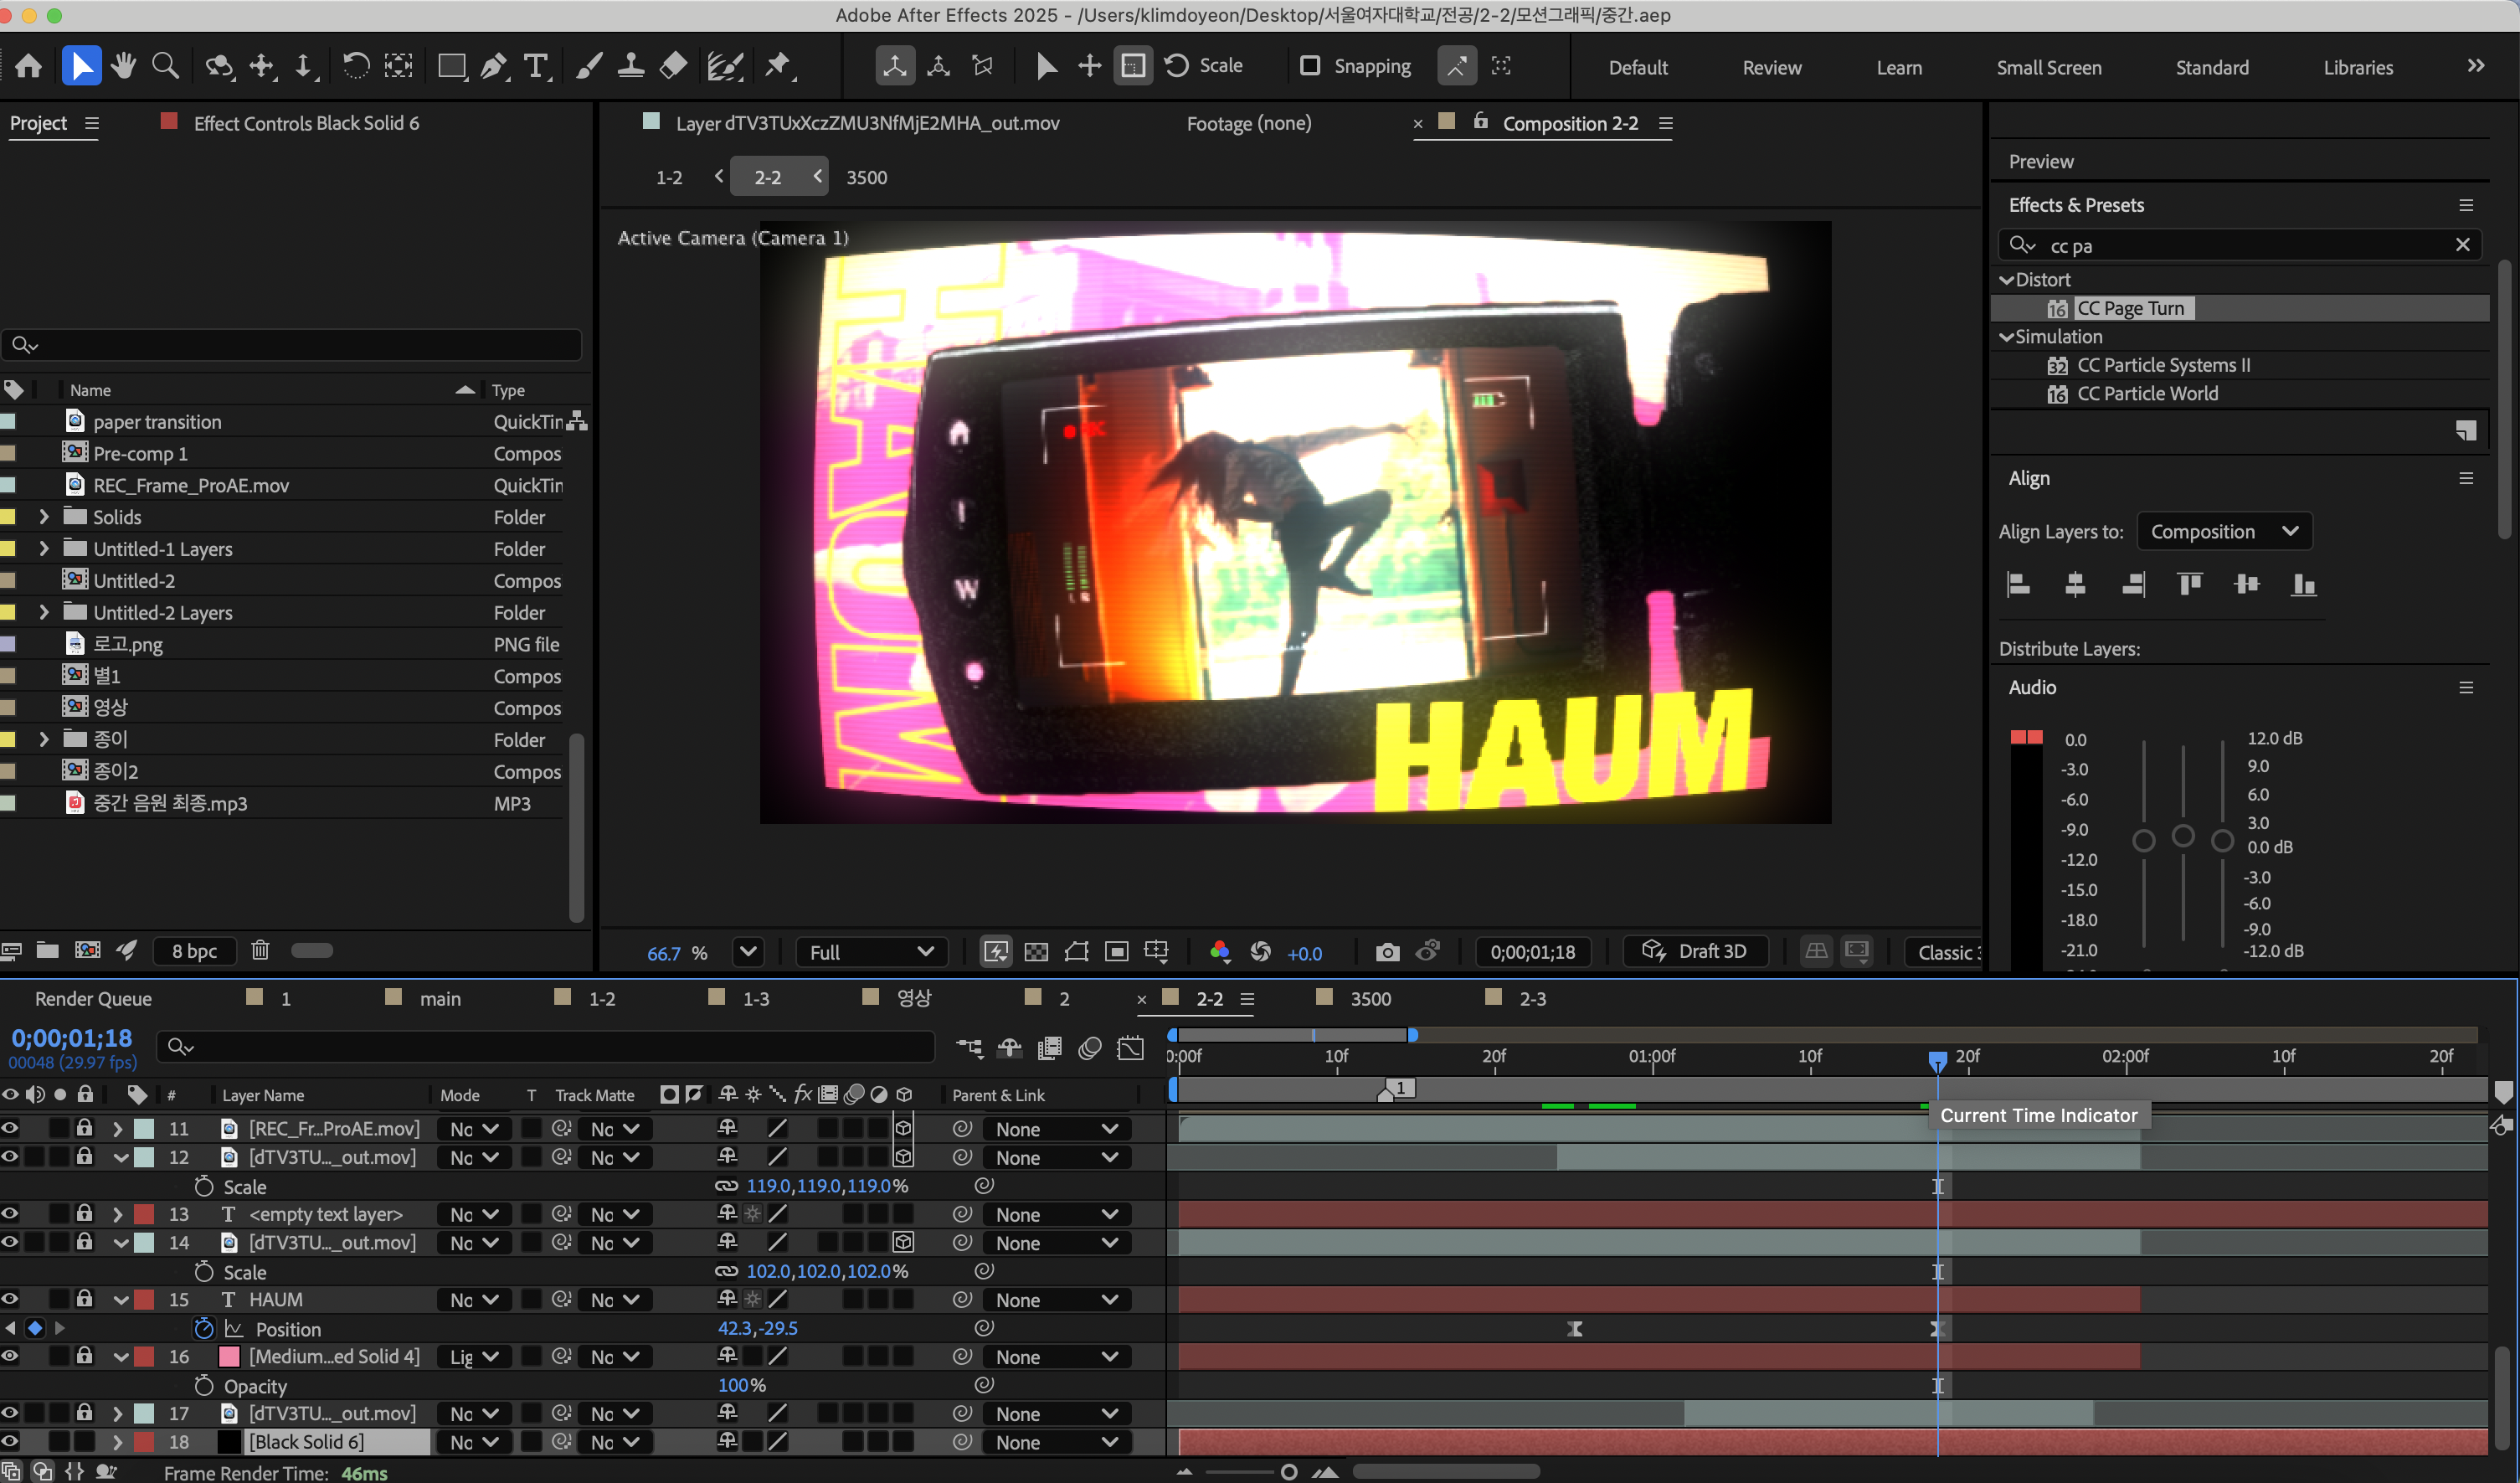 Adobe After Effects 2025 - /Users/klimdoyeon/Desktop/서울여자대학교/전공/2-2/모션그래픽/중간.aep
Scale
Snapping
Default
Review
Learn
Small Screen
Standard
Libraries
Project
Effect Controls Black Solid 6
Layer dTV3TUxXczZMU3NfMjE2MHA_out.mov
Footage (none)
Composition 2-2
1-2
2-2
3500
Active Camera (Camera 1)
HAUM
W
L R
HAUM
Name
Type
paper transition
QuickTin
Pre-comp 1
Compos
REC_Frame_ProAE.mov
QuickTin
Solids
Folder
Untitled-1 Layers
Folder
Untitled-2
Compos
Untitled-2 Layers
Folder
로고.png
PNG file
별1
Compos
영상
Compos
종이
Folder
종이2
Compos
중간 음원 최종.mp3
MP3
8 bpc
66.7 %
Full
+0.0
0;00;01;18
Draft 3D
Classic 3
Preview
Effects & Presets
cc pa
Distort
16 CC Page Turn
Simulation
32 CC Particle Systems II
16 CC Particle World
Align
Align Layers to:
Composition
Distribute Layers:
Audio
0.0
-3.0
-6.0
-9.0
-12.0
-15.0
-18.0
-21.0
12.0 dB
9.0
6.0
3.0
0.0 dB
-3.0
-6.0
-9.0
-12.0 dB
Render Queue
1
main
1-2
1-3
영상
2
2-2
3500
2-3
0;00;01;18
00048 (29.97 fps)
0:00f
10f
20f
01:00f
10f
20f
02:00f
10f
20f
1
Current Time Indicator
# Layer Name Mode T Track Matte fx Parent & Link
11 [REC_Fr...ProAE.mov] No No None
12 [dTV3TU..._out.mov] No No None
Scale 119.0,119.0,119.0%
13 T <empty text layer> No No None
14 [dTV3TU..._out.mov] No No None
Scale 102.0,102.0,102.0%
15 T HAUM No No None
Position 42.3,-29.5
16 [Medium...ed Solid 4] Lig No None
Opacity 100%
17 [dTV3TU..._out.mov] No No None
18 [Black Solid 6] No No None
Frame Render Time: 46ms